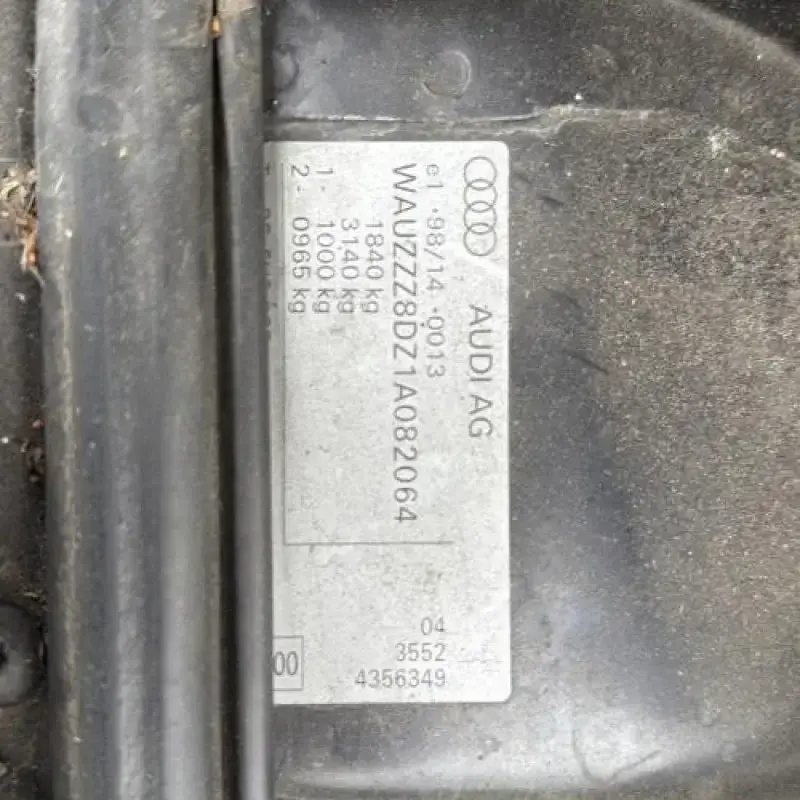 AUDI AG
e1 *98/14 *0013
WAUZZZ8DZ1A082064
1840 kg
3140 kg
1- 1000 kg
2- 0965 kg
04
3552
4356349
00